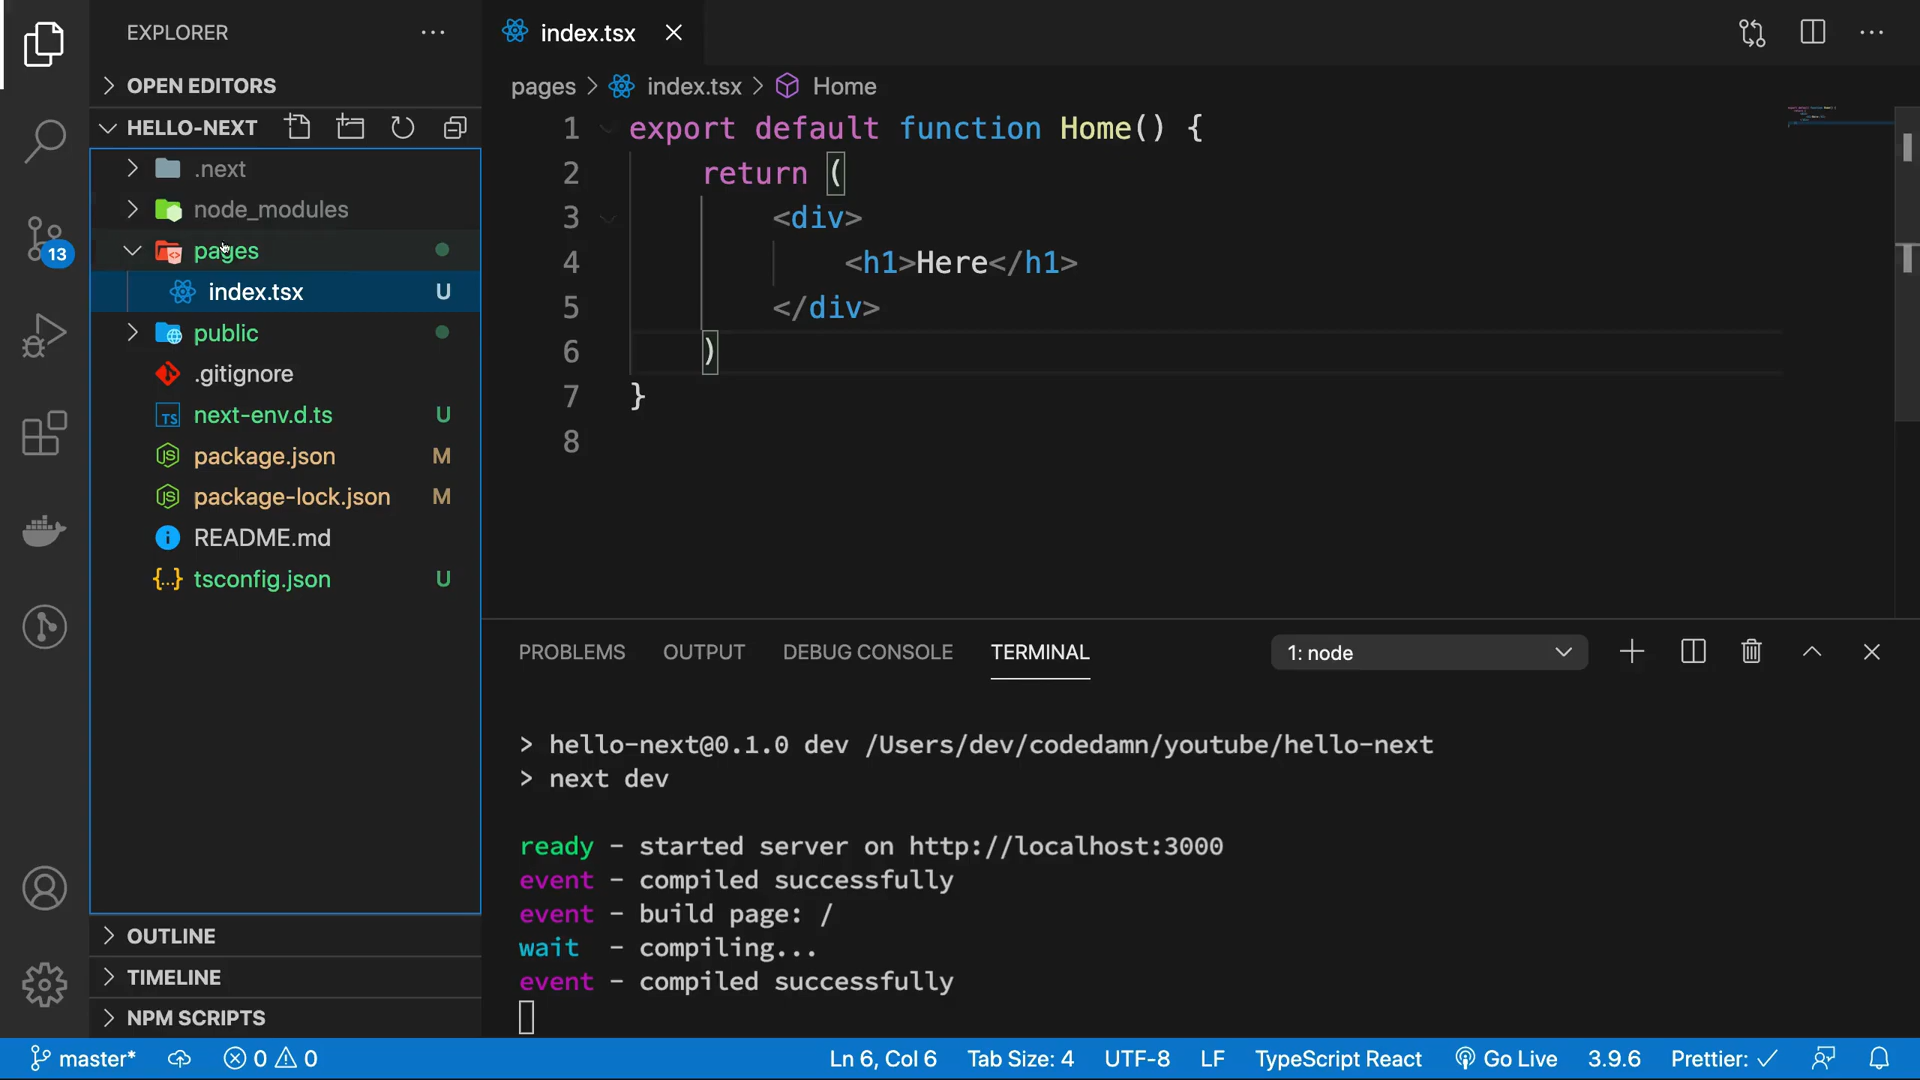 EXPLORER
OPEN EDITORS
HELLO-NEXT
.next
node_modules
pages
index.tsx U
public
.gitignore
next-env.d.ts U
package.json M
package-lock.json M
README.md
tsconfig.json U
OUTLINE
TIMELINE
NPM SCRIPTS
13
index.tsx
pages > index.tsx > Home
1 export default function Home() {
2 return (
3 <div>
4 <h1>Here</h1>
5 </div>
6 )
7 }
8
PROBLEMS OUTPUT DEBUG CONSOLE TERMINAL 1: node
> hello-next@0.1.0 dev /Users/dev/codedamn/youtube/hello-next
> next dev
ready - started server on http://localhost:3000
event - compiled successfully
event - build page: /
wait - compiling...
event - compiled successfully
master* 0 0 Ln 6, Col 6 Tab Size: 4 UTF-8 LF TypeScript React Go Live 3.9.6 Prettier: ✓